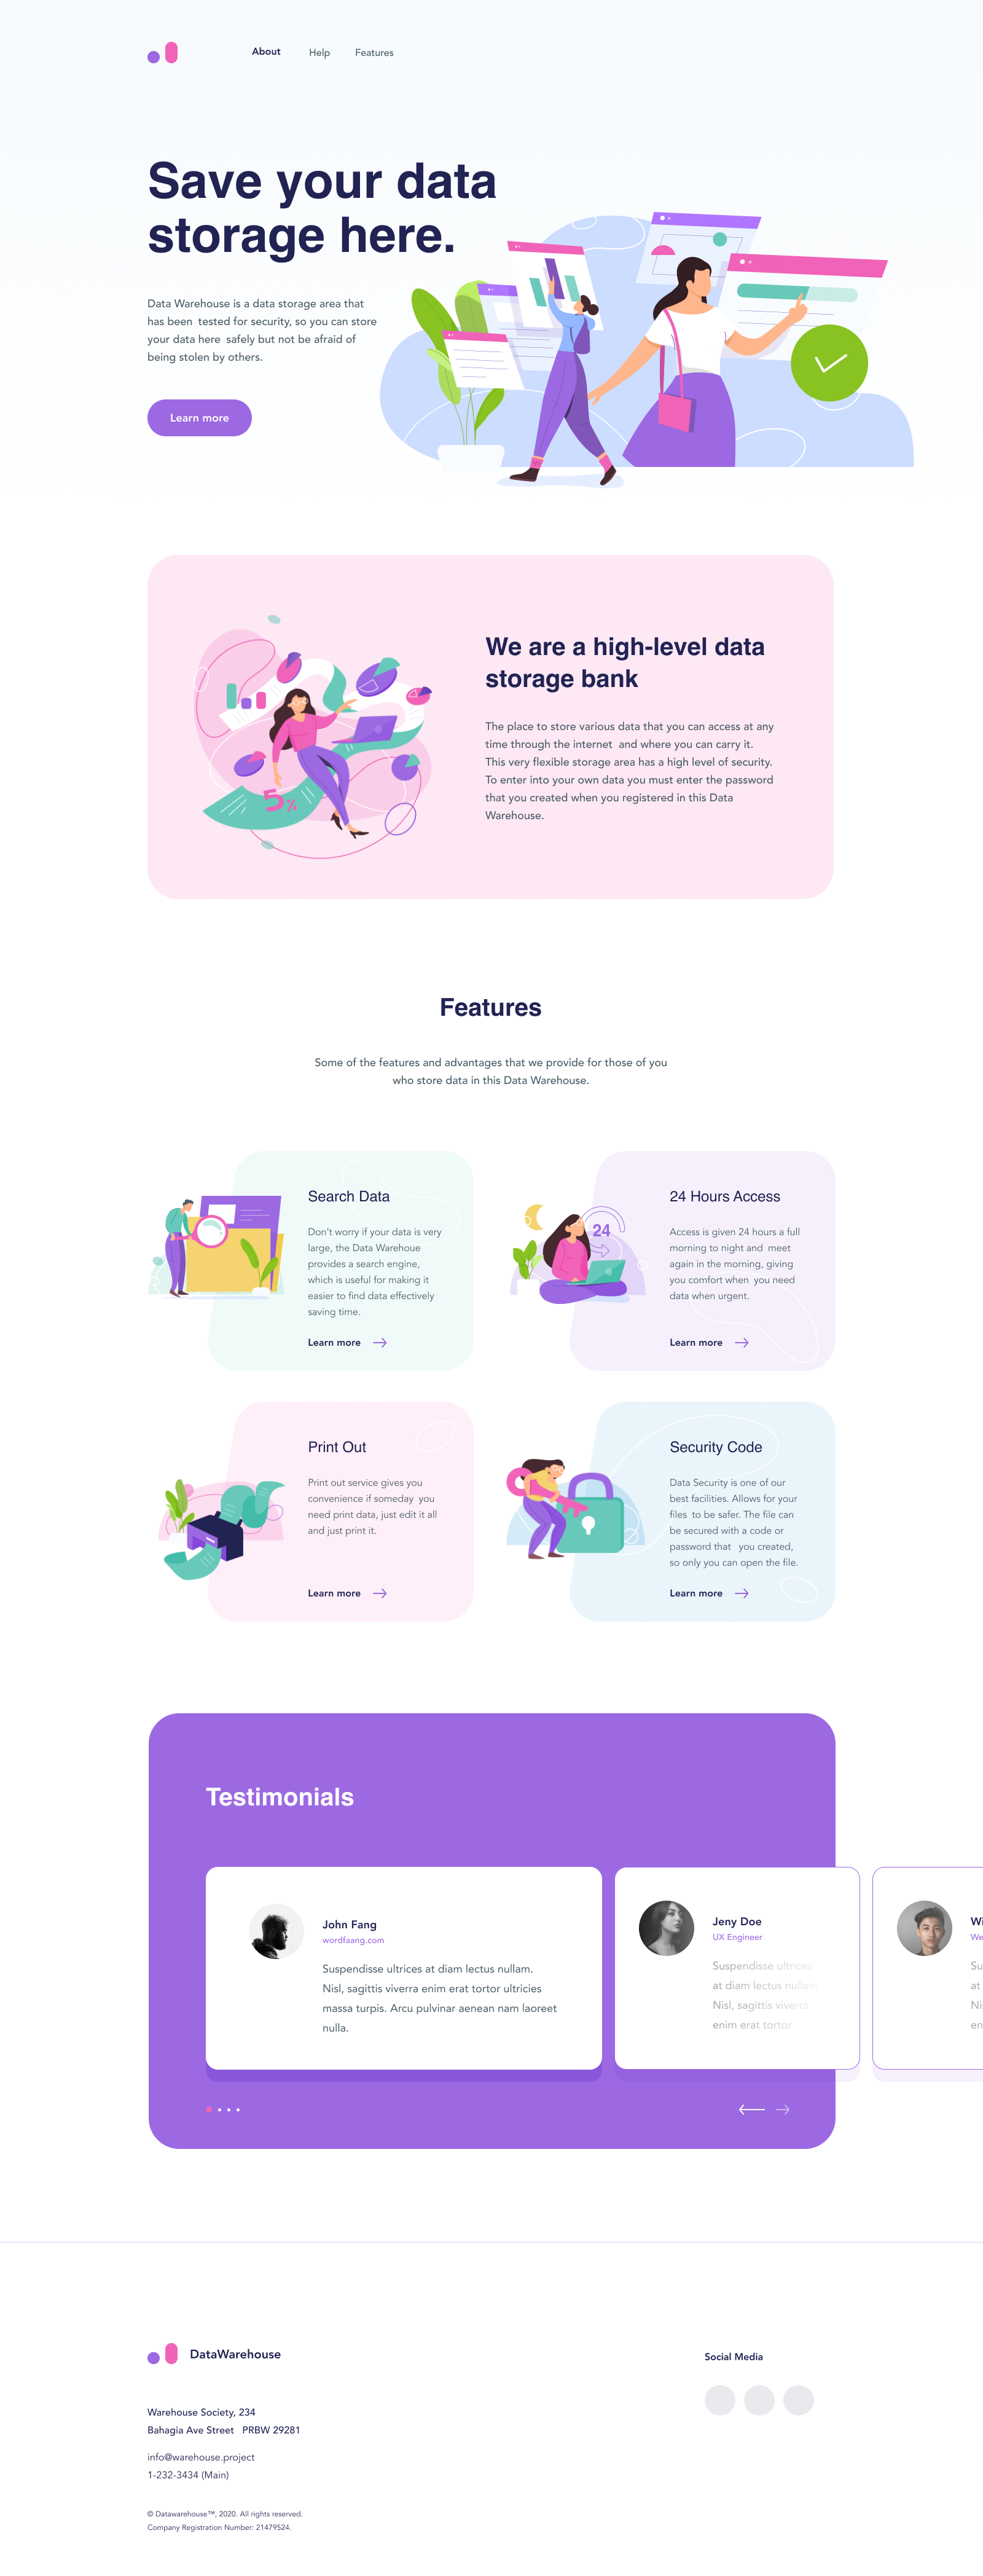 About
Help
Features
Save your data
storage here.
Data Warehouse is a data storage area that
has been tested for security, so you can store
your data here safely but not be afraid of
being stolen by others.
Learn more
5%
We are a high-level data
storage bank
The place to store various data that you can access at any
time through the internet and where you can carry it.
This very flexible storage area has a high level of security.
To enter into your own data you must enter the password
that you created when you registered in this Data
Warehouse.
Features
Some of the features and advantages that we provide for those of you
who store data in this Data Warehouse.
Search Data
Don't worry if your data is very
large, the Data Warehoue
provides a search engine,
which is useful for making it
easier to find data effectively
saving time.
Learn more
24
24 Hours Access
Access is given 24 hours a full
morning to night and meet
again in the morning, giving
you comfort when you need
data when urgent.
Learn more
Print Out
Print out service gives you
convenience if someday you
need print data, just edit it all
and just print it.
Learn more
Security Code
Data Security is one of our
best facilities. Allows for your
files to be safer. The file can
be secured with a code or
password that you created,
so only you can open the file.
Learn more
Testimonials
John Fang
wordfaang.com
Suspendisse ultrices at diam lectus nullam.
Nisl, sagittis viverra enim erat tortor ultricies
massa turpis. Arcu pulvinar aenean nam laoreet
nulla.
Jeny Doe
UX Engineer
Suspendisse ultrices
at diam lectus nullam.
Nisl, sagittis viverra
enim erat tortor
Wi
We
Su
at
Ni
en
DataWarehouse
Warehouse Society, 234
Bahagia Ave Street PRBW 29281
info@warehouse.project
1-232-3434 (Main)
© Datawarehouse™, 2020. All rights reserved.
Company Registration Number: 21479524.
Social Media